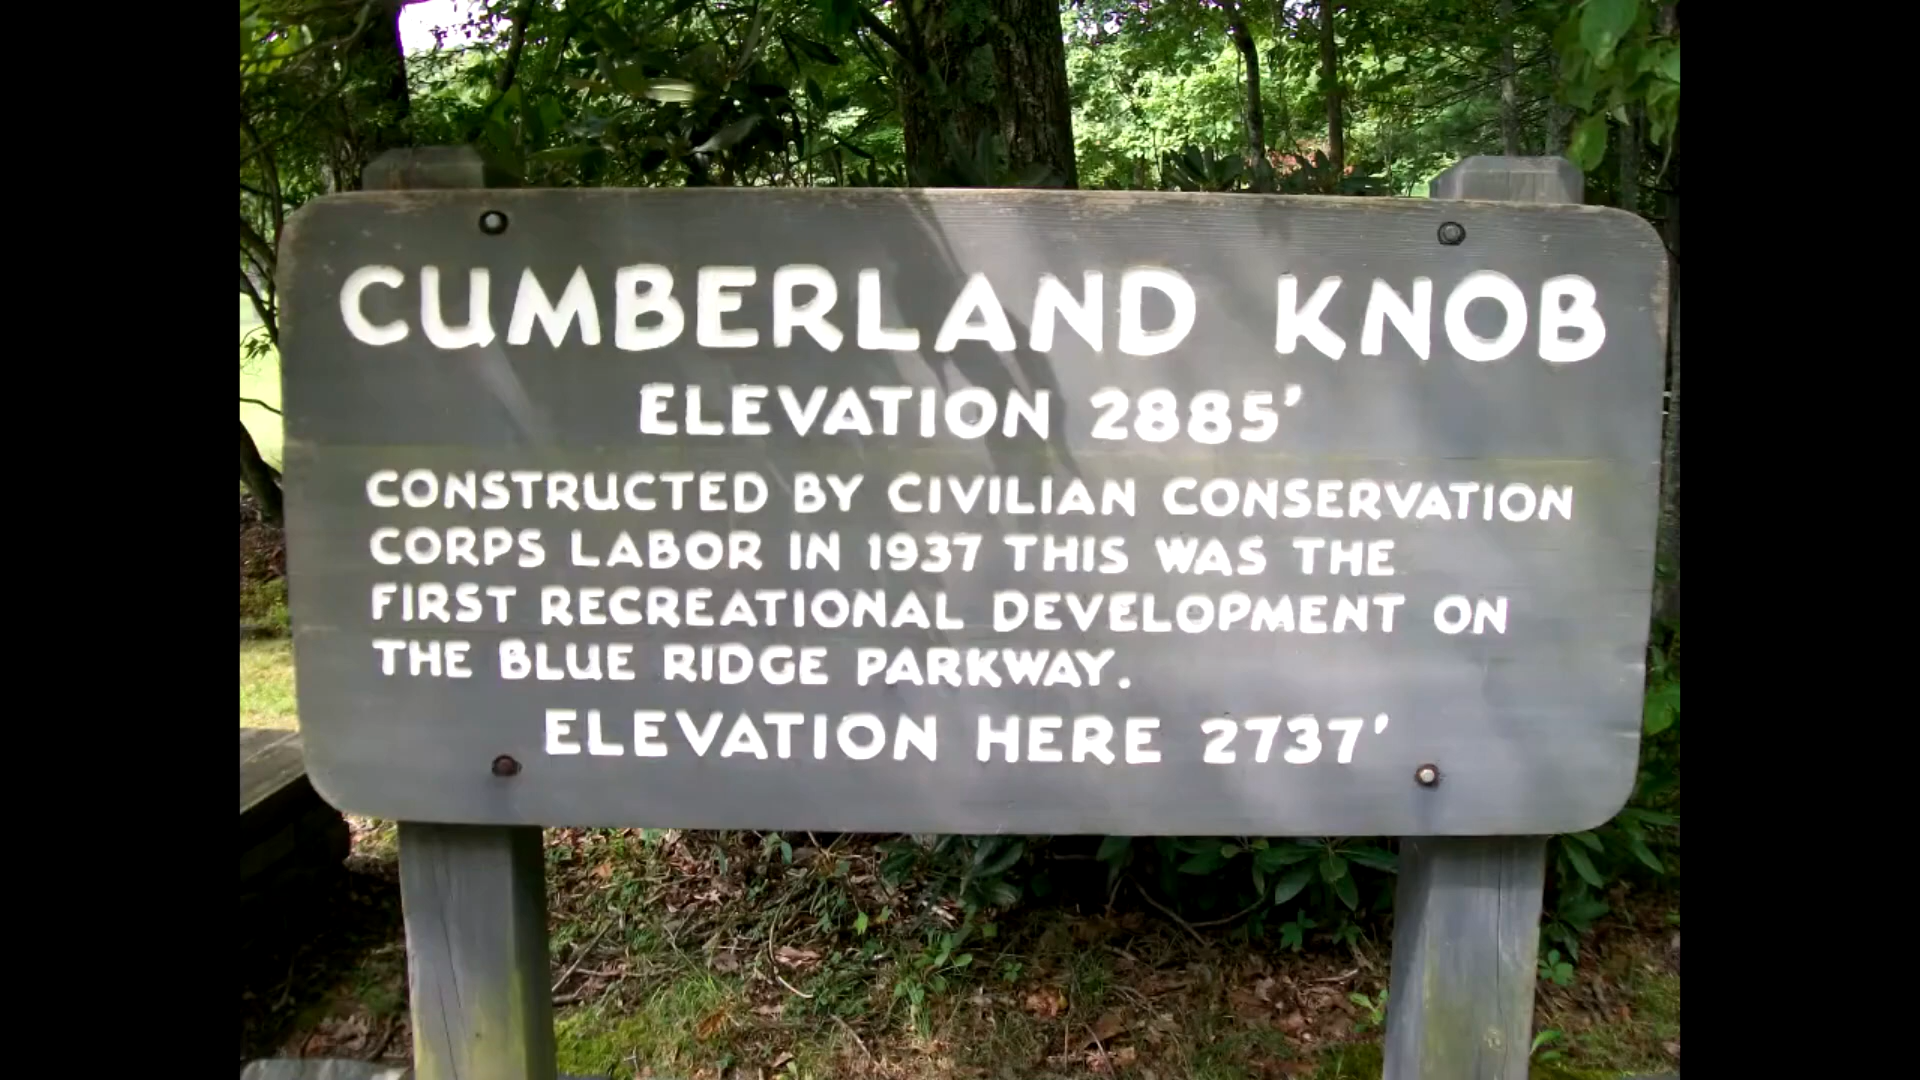 CUMBERLAND KNOB
ELEVATION 2885'
CONSTRUCTED BY CIVILIAN CONSERVATION
CORPS LABOR IN 1937 THIS WAS THE
FIRST RECREATIONAL DEVELOPMENT ON
THE BLUE RIDGE PARKWAY.
ELEVATION HERE 2737'